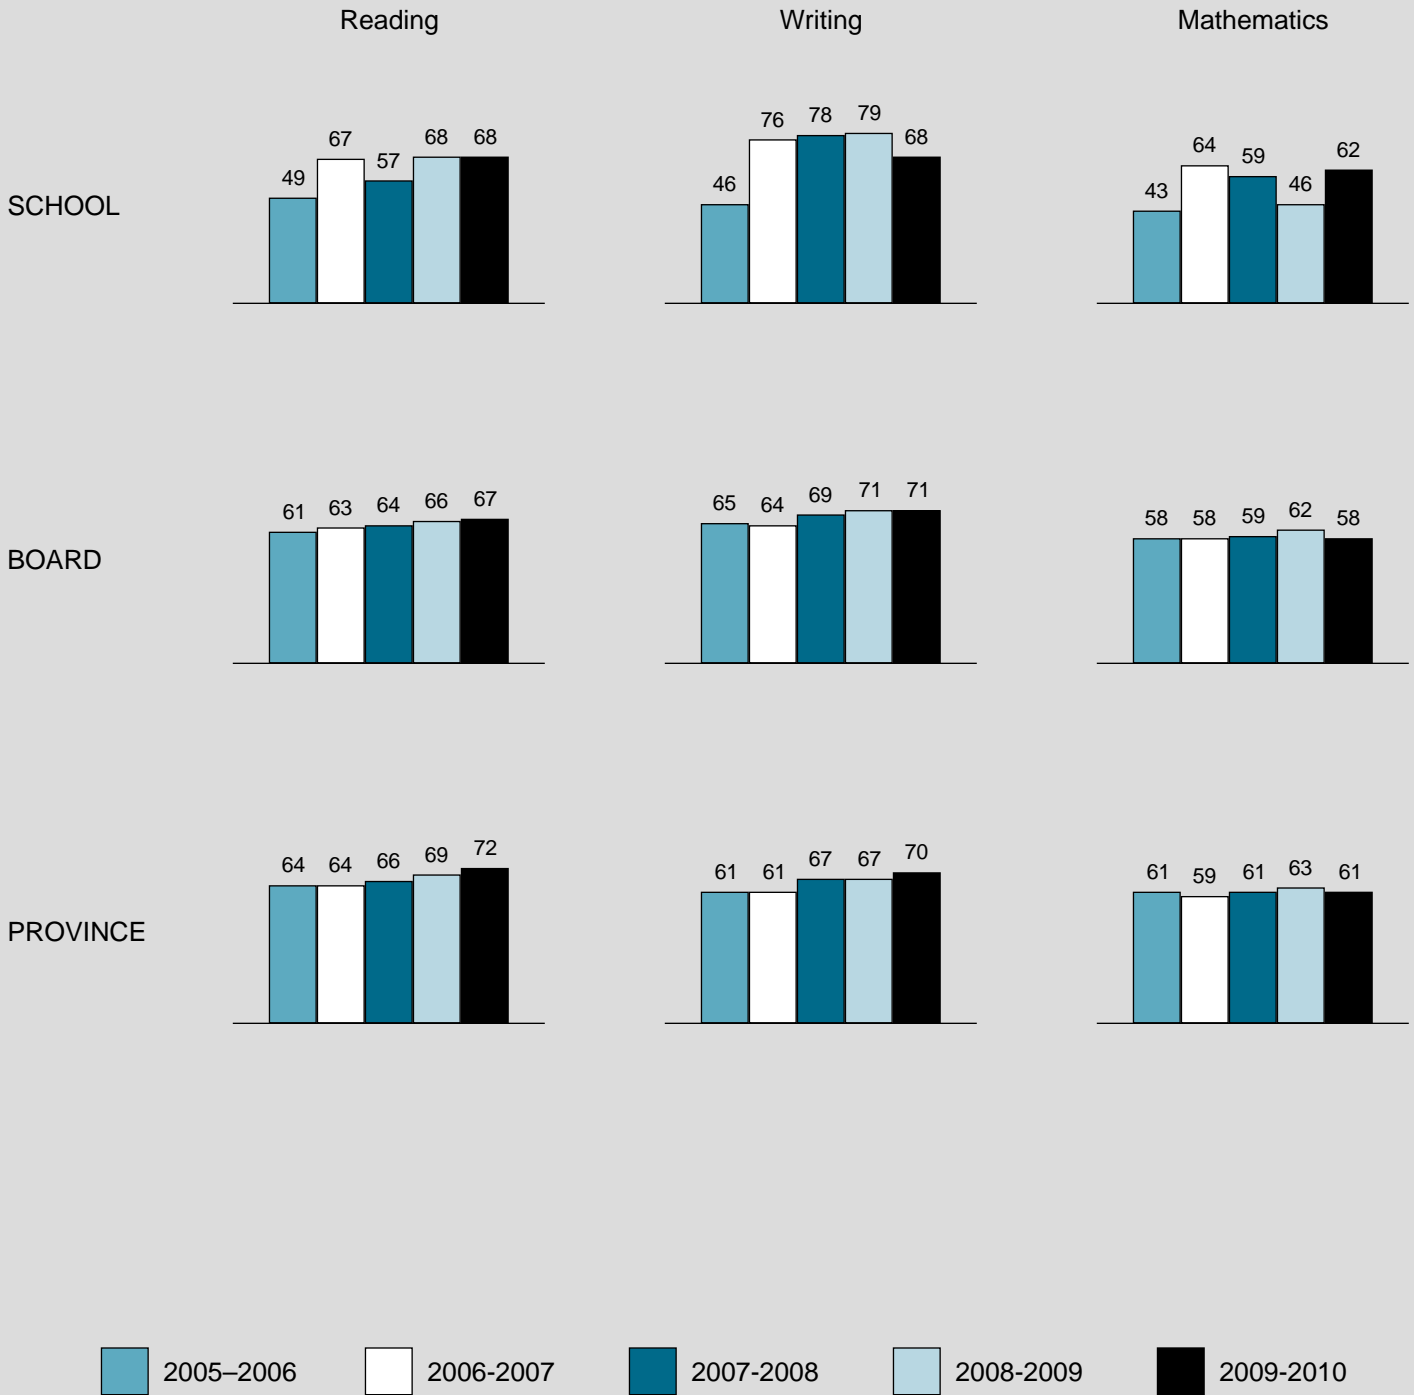 Reading Writing Mathematics
SCHOOL
49 67 57 68 68
46 76 78 79 68
43 64 59 46 62
BOARD
61 63 64 66 67
65 64 69 71 71
58 58 59 62 58
PROVINCE
64 64 66 69 72
61 61 67 67 70
61 59 61 63 61
2005–2006 2006-2007 2007-2008 2008-2009 2009-2010